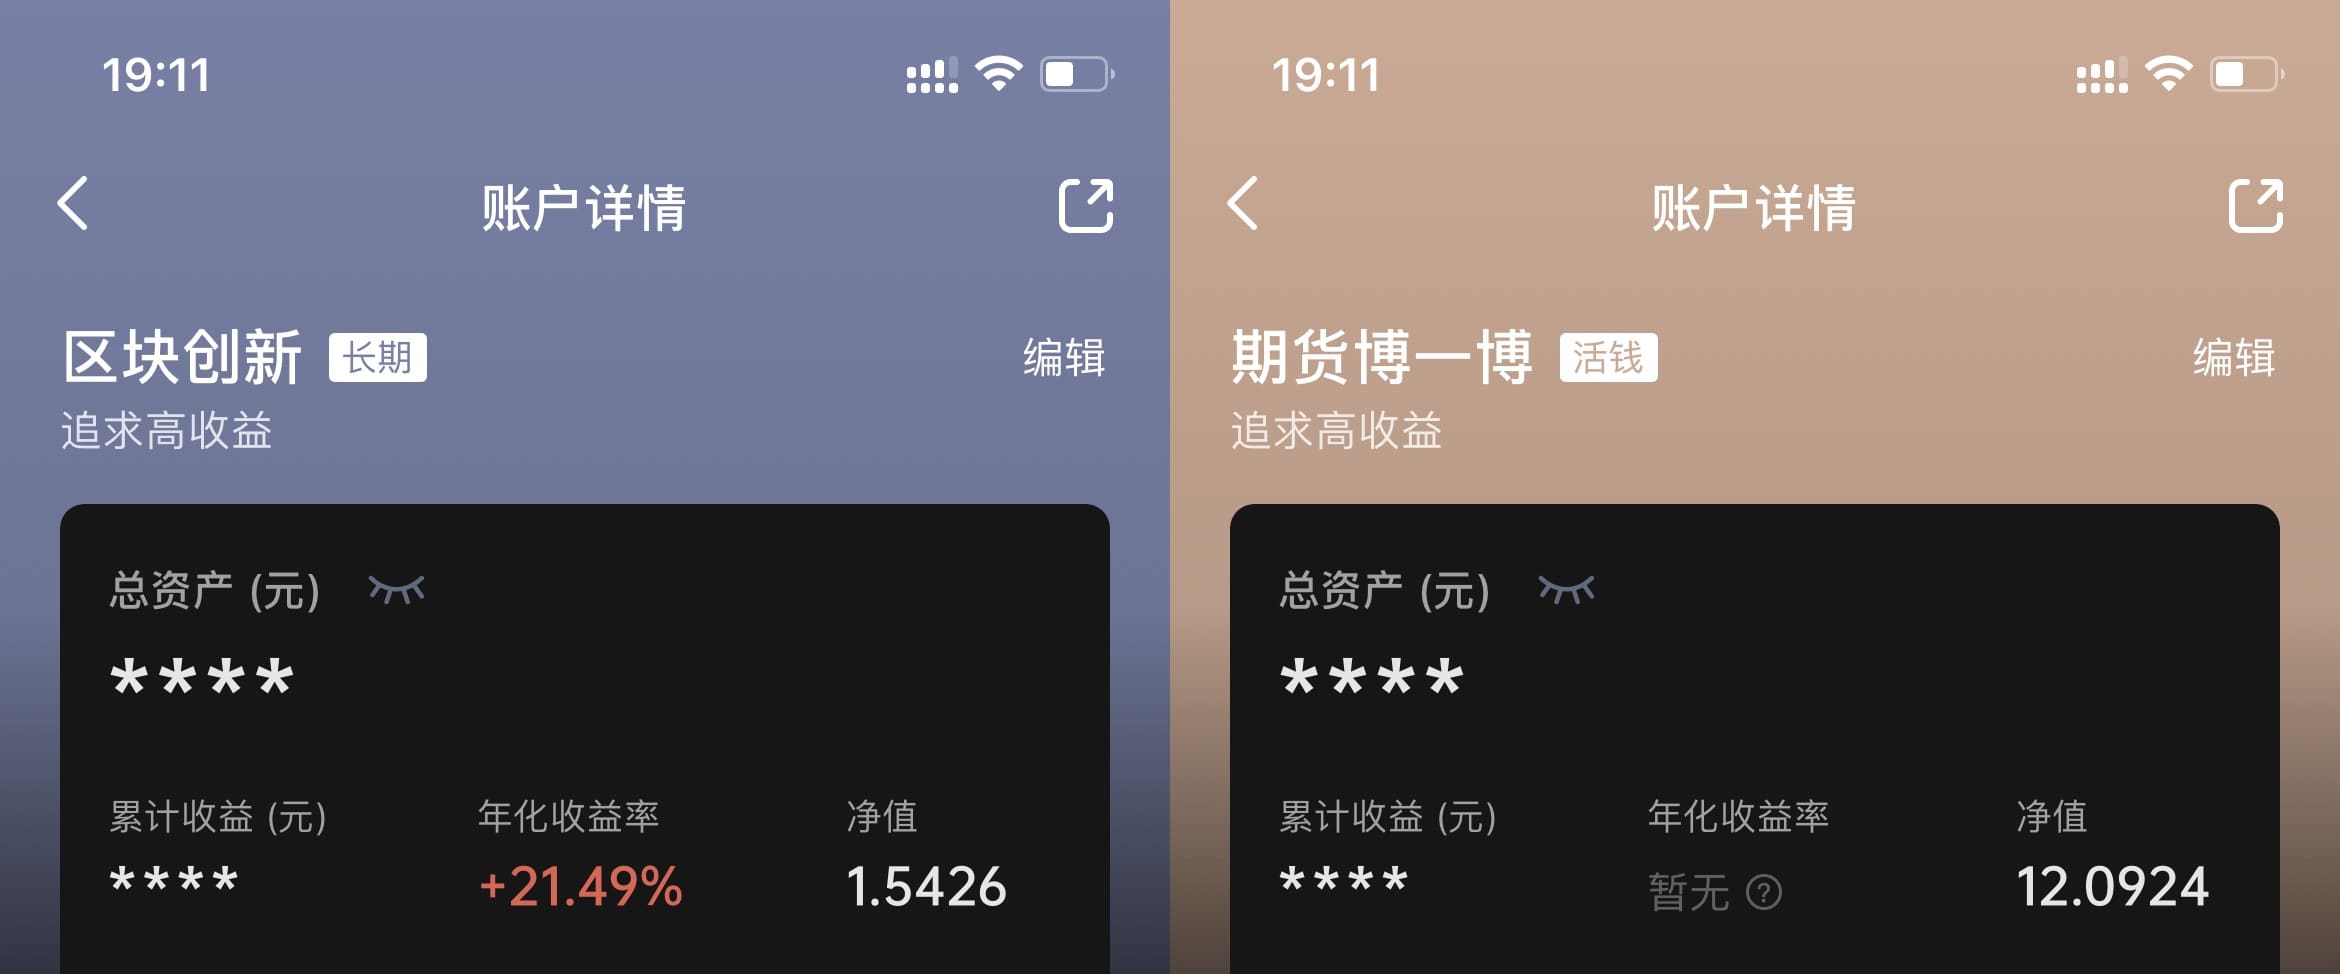 19:11
账户详情
区块创新 长期 编辑
追求高收益
总资产 (元)
****
累计收益 (元) 年化收益率 净值
**** +21.49% 1.5426
19:11
账户详情
期货博一博 活钱 编辑
追求高收益
总资产 (元)
****
累计收益 (元) 年化收益率 净值
**** 暂无 ? 12.0924